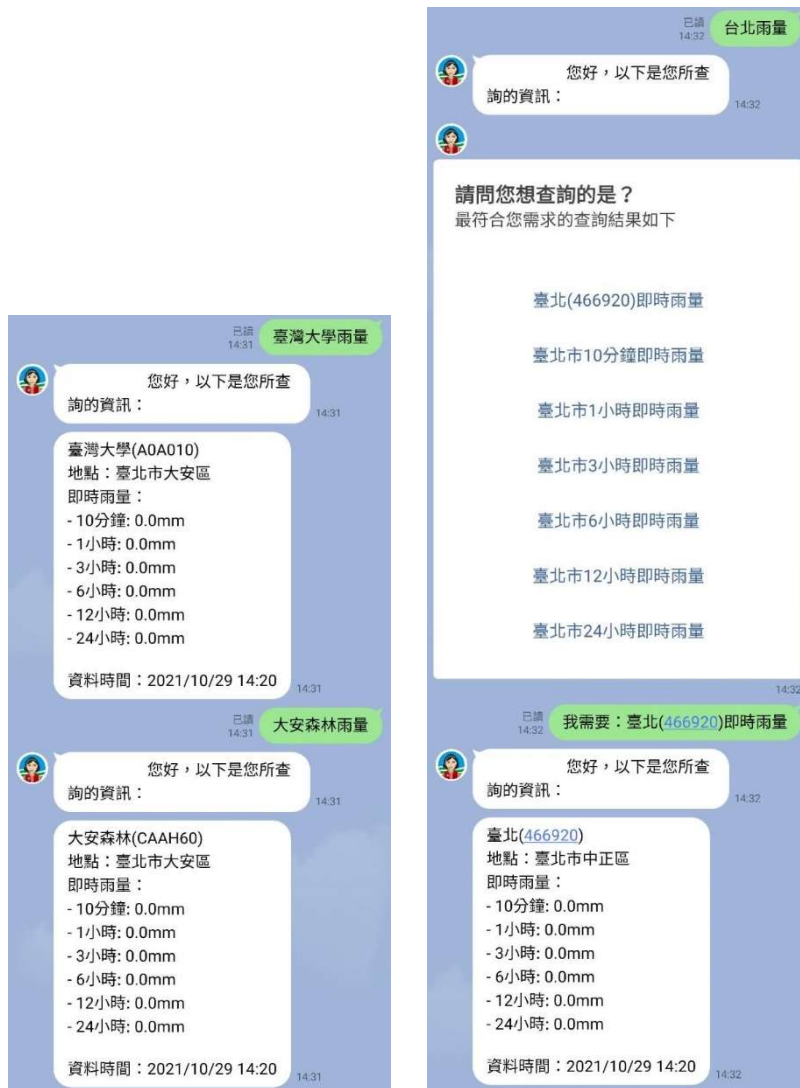 已讀
14:31
臺灣大學雨量
您好，以下是您所查
詢的資訊：
14:31
臺灣大學(A0A010)
地點：臺北市大安區
即時雨量：
- 10分鐘: 0.0mm
- 1小時: 0.0mm
- 3小時: 0.0mm
- 6小時: 0.0mm
- 12小時: 0.0mm
- 24小時: 0.0mm
資料時間：2021/10/29 14:20
14:31
已讀
14:31
大安森林雨量
您好，以下是您所查
詢的資訊：
14:31
大安森林(CAAH60)
地點：臺北市大安區
即時雨量：
- 10分鐘: 0.0mm
- 1小時: 0.0mm
- 3小時: 0.0mm
- 6小時: 0.0mm
- 12小時: 0.0mm
- 24小時: 0.0mm
資料時間：2021/10/29 14:20
14:31
已讀
14:32
台北雨量
您好，以下是您所查
詢的資訊：
14:32
請問您想查詢的是？
最符合您需求的查詢結果如下
臺北(466920)即時雨量
臺北市10分鐘即時雨量
臺北市1小時即時雨量
臺北市3小時即時雨量
臺北市6小時即時雨量
臺北市12小時即時雨量
臺北市24小時即時雨量
14:32
已讀
14:32
我需要：臺北(466920)即時雨量
您好，以下是您所查
詢的資訊：
14:32
臺北(466920)
地點：臺北市中正區
即時雨量：
- 10分鐘: 0.0mm
- 1小時: 0.0mm
- 3小時: 0.0mm
- 6小時: 0.0mm
- 12小時: 0.0mm
- 24小時: 0.0mm
資料時間：2021/10/29 14:20
14:32